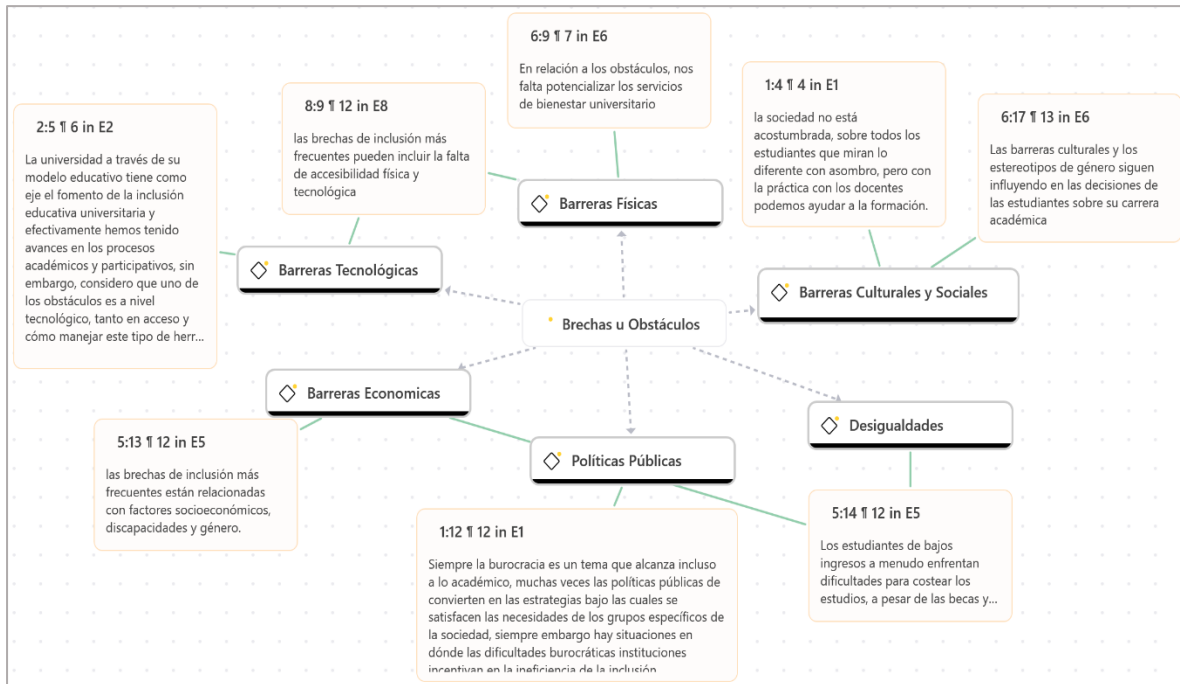 6:9 ¶ 7 in E6
En relación a los obstáculos, nos
falta potencializar los servicios
de bienestar universitario
1:4 ¶ 4 in E1
la sociedad no está
acostumbrada, sobre todos los
estudiantes que miran lo
diferente con asombro, pero con
la práctica con los docentes
podemos ayudar a la formación.
8:9 ¶ 12 in E8
las brechas de inclusión más
frecuentes pueden incluir la falta
de accesibilidad física y
tecnológica
6:17 ¶ 13 in E6
Las barreras culturales y los
estereotipos de género siguen
influyendo en las decisiones de
las estudiantes sobre su carrera
académica
2:5 ¶ 6 in E2
La universidad a través de su
modelo educativo tiene como
eje el fomento de la inclusión
educativa universitaria y
efectivamente hemos tenido
avances en los procesos
académicos y participativos, sin
embargo, considero que uno de
los obstáculos es a nivel
tecnológico, tanto en acceso y
cómo manejar este tipo de herr...
Barreras Físicas
Barreras Tecnológicas
Barreras Culturales y Sociales
Brechas u Obstáculos
Barreras Economicas
Desigualdades
Políticas Públicas
5:13 ¶ 12 in E5
las brechas de inclusión más
frecuentes están relacionadas
con factores socioeconómicos,
discapacidades y género.
1:12 ¶ 12 in E1
Siempre la burocracia es un tema que alcanza incluso
a lo académico, muchas veces las políticas públicas de
convierten en las estrategias bajo las cuales se
satisfacen las necesidades de los grupos específicos de
la sociedad, siempre embargo hay situaciones en
dónde las dificultades burocráticas instituciones
incentivan en la ineficiencia de la inclusión
5:14 ¶ 12 in E5
Los estudiantes de bajos
ingresos a menudo enfrentan
dificultades para costear los
estudios, a pesar de las becas y...